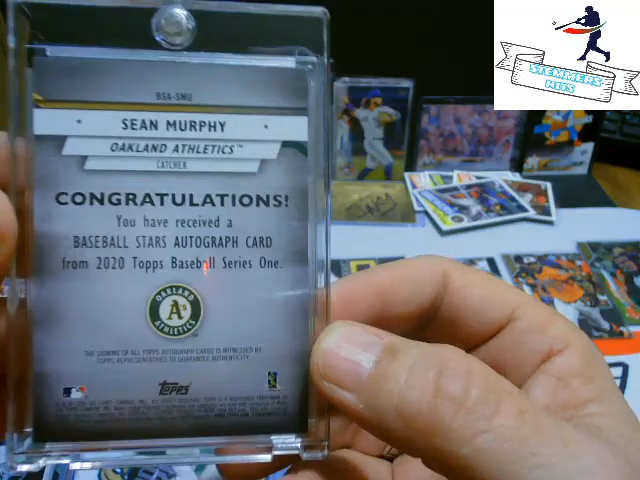 BSA-SMU
SEAN MURPHY
OAKLAND ATHLETICS™
CATCHER
CONGRATULATIONS!
You have received a
BASEBALL STARS AUTOGRAPH CARD
from 2020 Topps Baseball Series One.
OAKLAND
A's
ATHLETICS
THE SIGNING OF ALL TOPPS AUTOGRAPH CARDS IS WITNESSED BY
TOPPS REPRESENTATIVES TO GUARANTEE AUTHENTICITY
Topps
STEMMERS
HITS